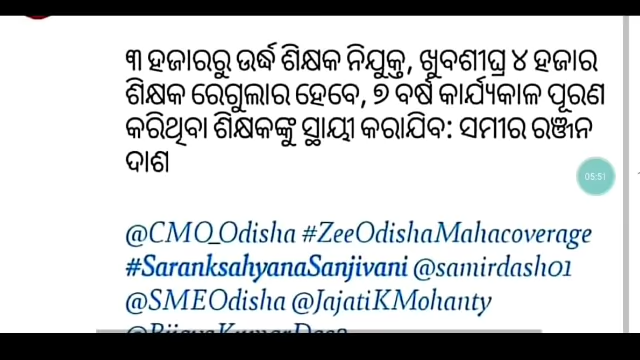 ୩ ହଜାରରୁ ଉର୍ଦ୍ଧ ଶିକ୍ଷକ ନିଯୁକ୍ତ, ଖୁବଶୀଘ୍ର ୪ ହଜାର
ଶିକ୍ଷକ ରେଗୁଲାର ହେବେ, ୭ ବର୍ଷ କାର୍ଯ୍ୟକାଳ ପୂରଣ
କରିଥିବା ଶିକ୍ଷକଙ୍କୁ ସ୍ଥାୟୀ କରାଯିବ: ସମୀର ରଞ୍ଜନ
ଦାଶ
05:51
@CMO_Odisha #ZeeOdishaMahacoverage
#SaranksahyanaSanjivani @samirdash01
@SMEOdisha @JajatiKMohanty